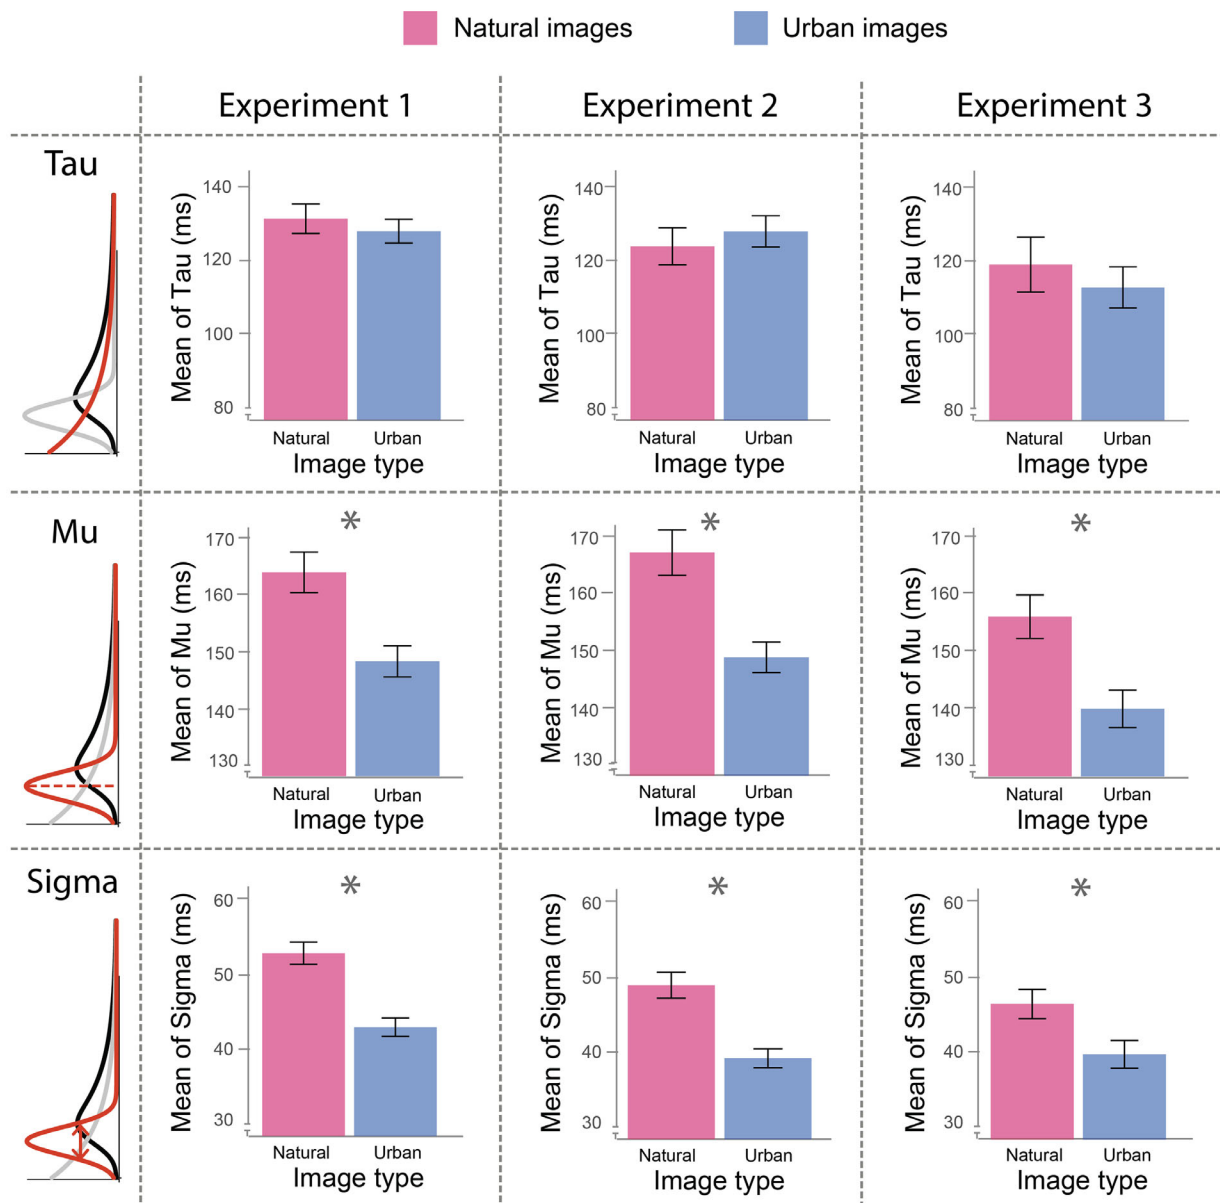 Natural images
Urban images
Experiment 1
Experiment 2
Experiment 3
Tau
Mean of Tau (ms)
140
120
100
80
Natural
Urban
Image type
Mean of Tau (ms)
140
120
100
80
Natural
Urban
Image type
Mean of Tau (ms)
140
120
100
80
Natural
Urban
Image type
Mu
*
Mean of Mu (ms)
170
160
150
140
130
Natural
Urban
Image type
*
Mean of Mu (ms)
170
160
150
140
130
Natural
Urban
Image type
*
Mean of Mu (ms)
170
160
150
140
130
Natural
Urban
Image type
Sigma
*
Mean of Sigma (ms)
60
50
40
30
Natural
Urban
Image type
*
Mean of Sigma (ms)
60
50
40
30
Natural
Urban
Image type
*
Mean of Sigma (ms)
60
50
40
30
Natural
Urban
Image type